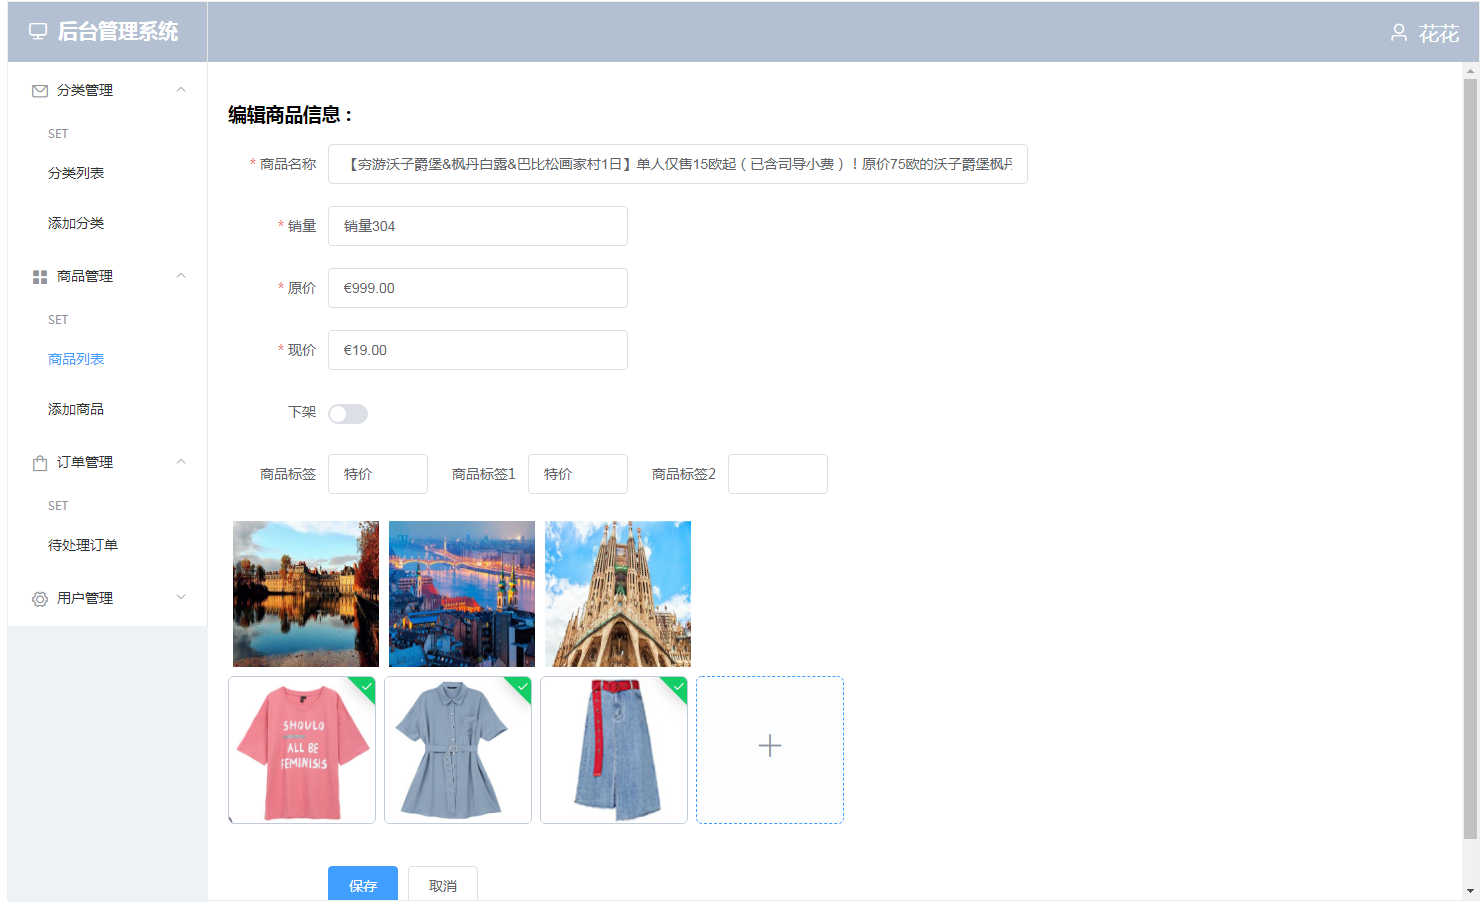 后台管理系统
花花
分类管理
SET
分类列表
添加分类
商品管理
SET
商品列表
添加商品
订单管理
SET
待处理订单
用户管理
编辑商品信息：
* 商品名称 【穷游沃子爵堡&枫丹白露&巴比松画家村1日】单人仅售15欧起（已含司导小费）！原价75欧的沃子爵堡枫丹
* 销量 销量304
* 原价 €999.00
* 现价 €19.00
下架
商品标签 特价 商品标签1 特价 商品标签2
SHOULD
ALL BE
FEMINISIS
保存 取消